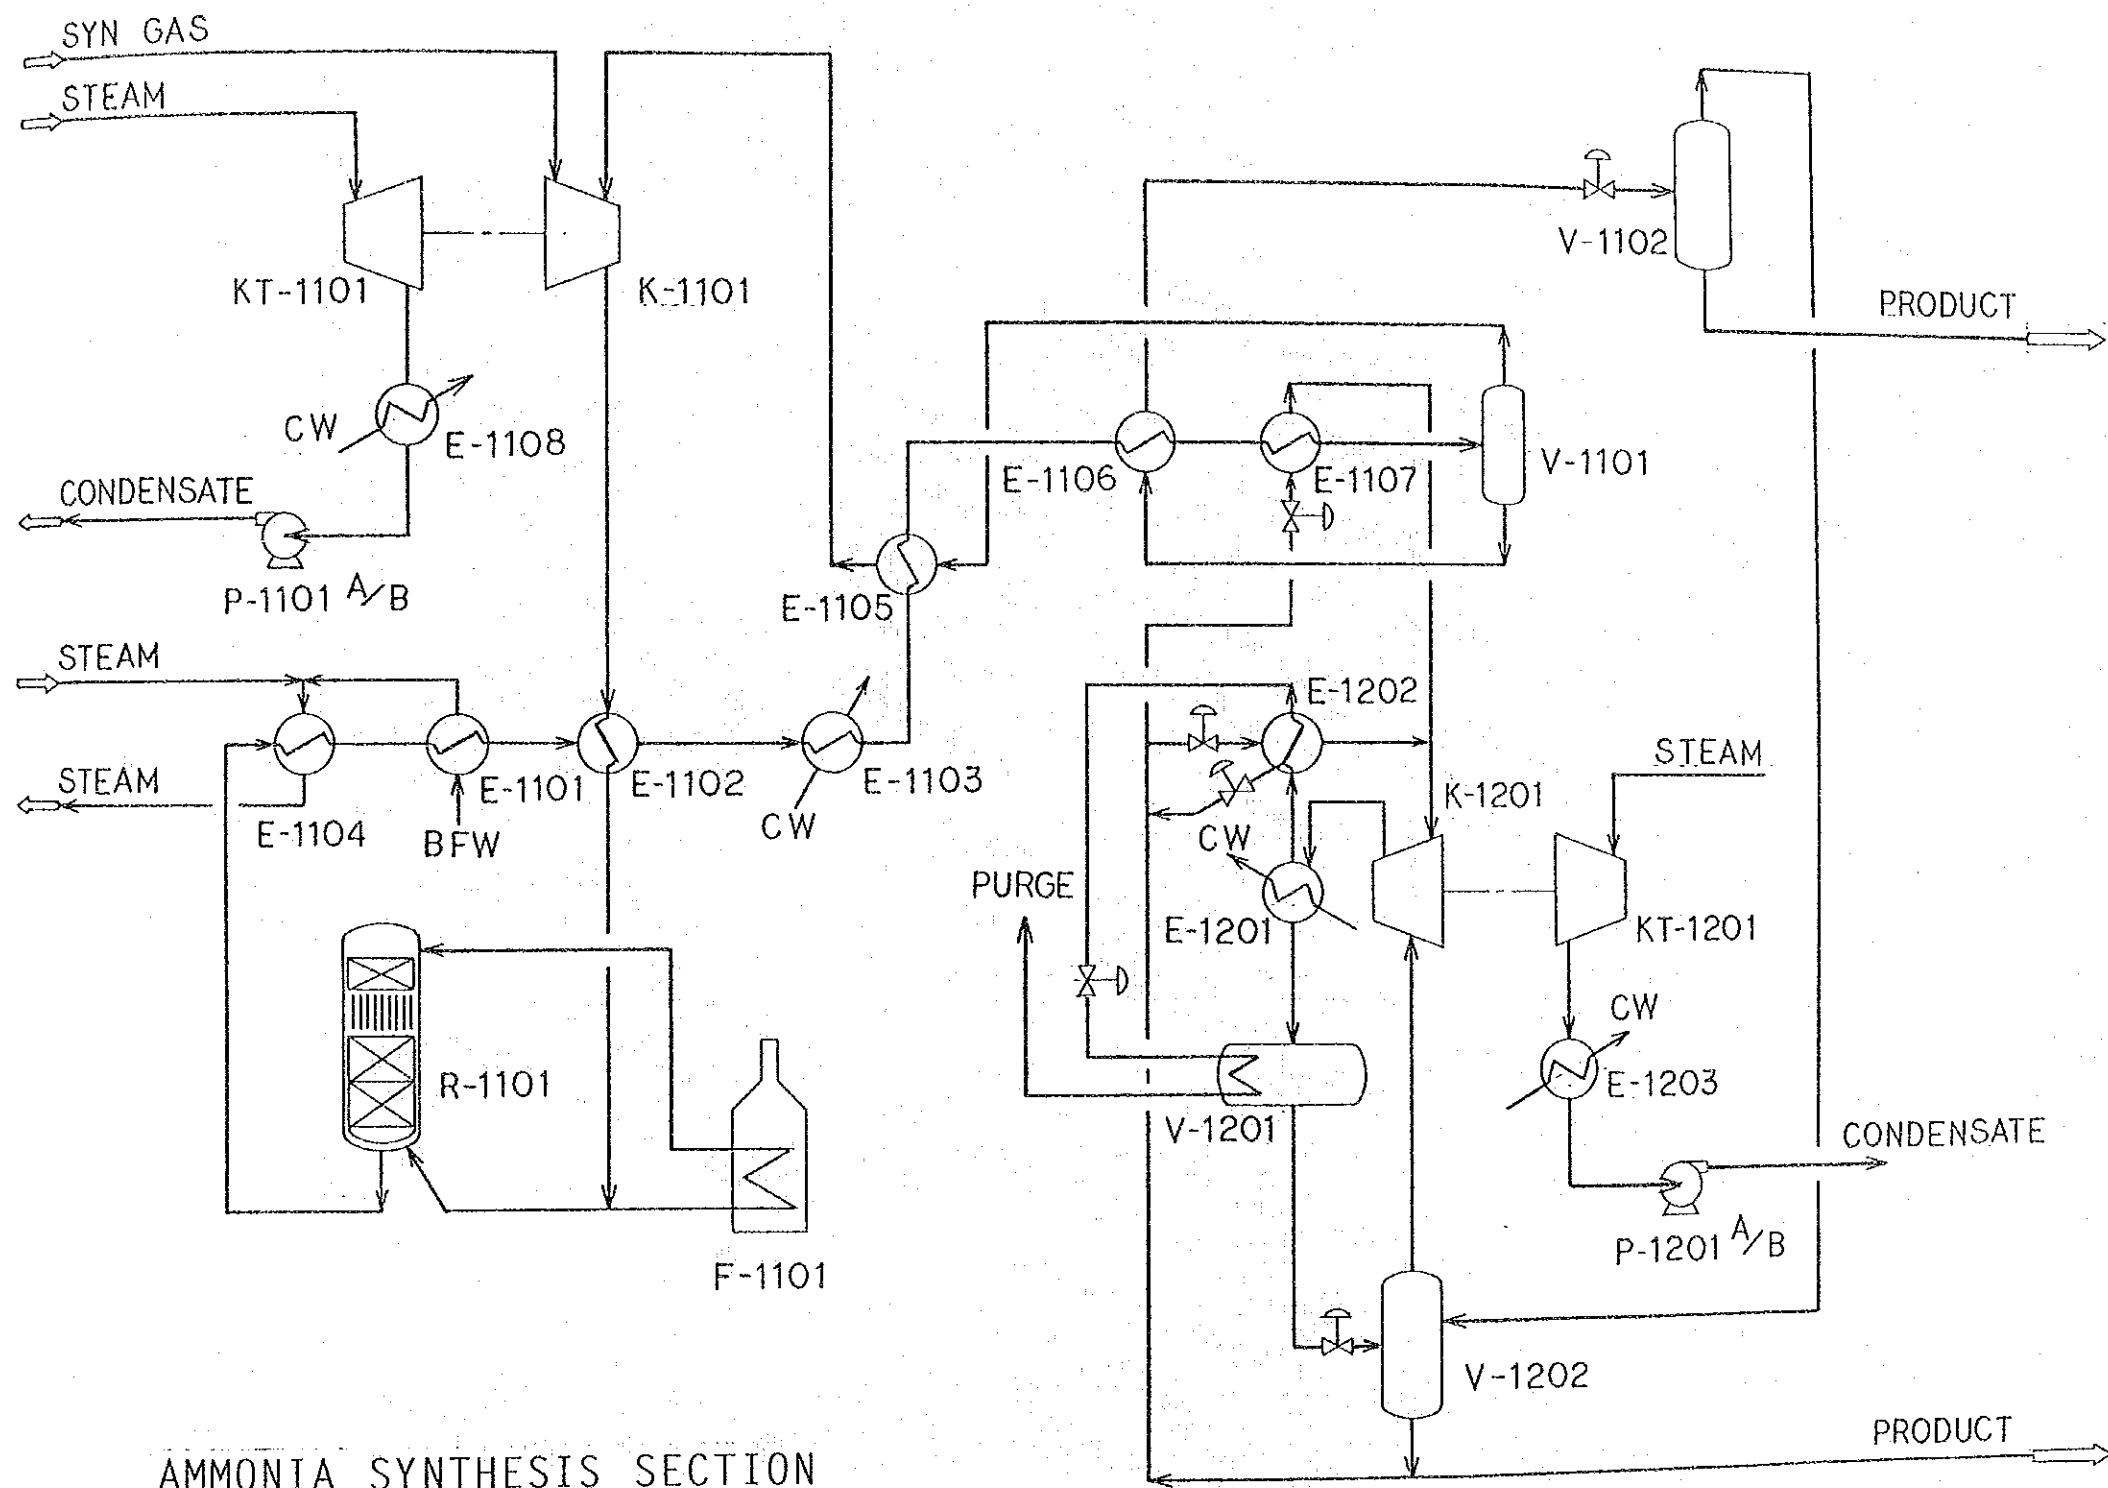 SYN GAS
STEAM
V-1102
KT-1101
K-1101
PRODUCT
CW
E-1108
E-1106
E-1107
V-1101
CONDENSATE
P-1101 A/B
E-1105
STEAM
E-1202
STEAM
STEAM
E-1101
E-1102
E-1103
K-1201
E-1104
BFW
CW
CW
PURGE
E-1201
KT-1201
CW
R-1101
E-1203
V-1201
CONDENSATE
P-1201 A/B
F-1101
V-1202
PRODUCT
AMMONIA SYNTHESIS SECTION